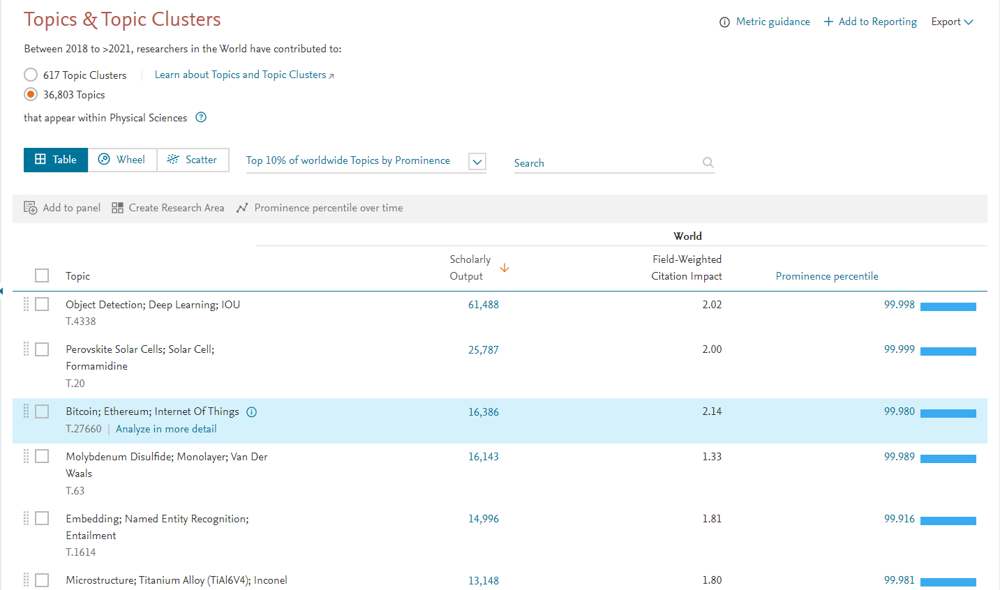 Topics & Topic Clusters
Metric guidance
Add to Reporting
Export
Between 2018 to >2021, researchers in the World have contributed to:
617 Topic Clusters
Learn about Topics and Topic Clusters
36,803 Topics
that appear within Physical Sciences
Table
Wheel
Scatter
Top 10% of worldwide Topics by Prominence
Search
Add to panel
Create Research Area
Prominence percentile over time
World
Scholarly
Output
Field-Weighted
Citation Impact
Topic
Prominence percentile
Object Detection; Deep Learning; IOU
T.4338
61,488
2.02
99.998
Perovskite Solar Cells; Solar Cell;
Formamidine
T.20
25,787
2.00
99.999
Bitcoin; Ethereum; Internet Of Things
T.27660 | Analyze in more detail
16,386
2.14
99.980
Molybdenum Disulfide; Monolayer; Van Der
Waals
T.63
16,143
1.33
99.989
Embedding; Named Entity Recognition;
Entailment
T.1614
14,996
1.81
99.916
Microstructure; Titanium Alloy (TiAl6V4); Inconel
13,148
1.80
99.981